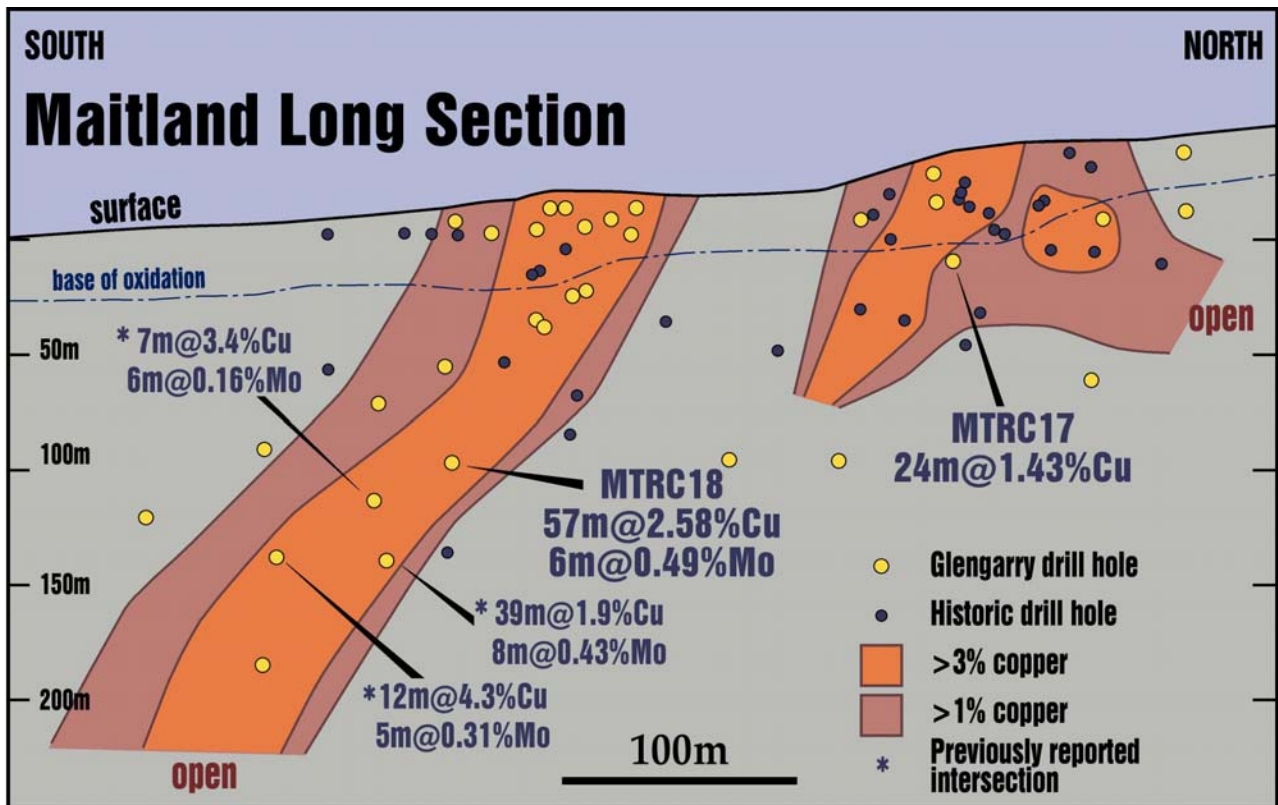 SOUTH
NORTH
Maitland Long Section
surface
base of oxidation
* 7m@3.4%Cu
6m@0.16%Mo
50m
open
100m
MTRC17
24m@1.43%Cu
MTRC18
57m@2.58%Cu
6m@0.49%Mo
150m
* 39m@1.9%Cu
8m@0.43%Mo
*12m@4.3%Cu
5m@0.31%Mo
200m
open
100m
Glengarry drill hole
Historic drill hole
>3% copper
>1% copper
* Previously reported
intersection